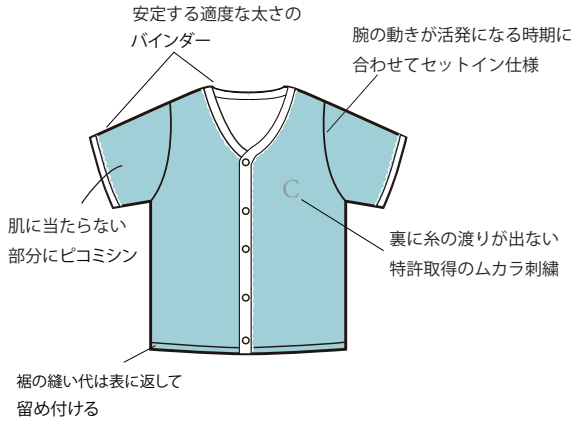 安定する適度な太さの
バインダー
腕の動きが活発になる時期に
合わせてセットイン仕様
C
肌に当たらない
部分にピコミシン
裏に糸の渡りが出ない
特許取得のムカラ刺繍
裾の縫い代は表に返して
留め付ける